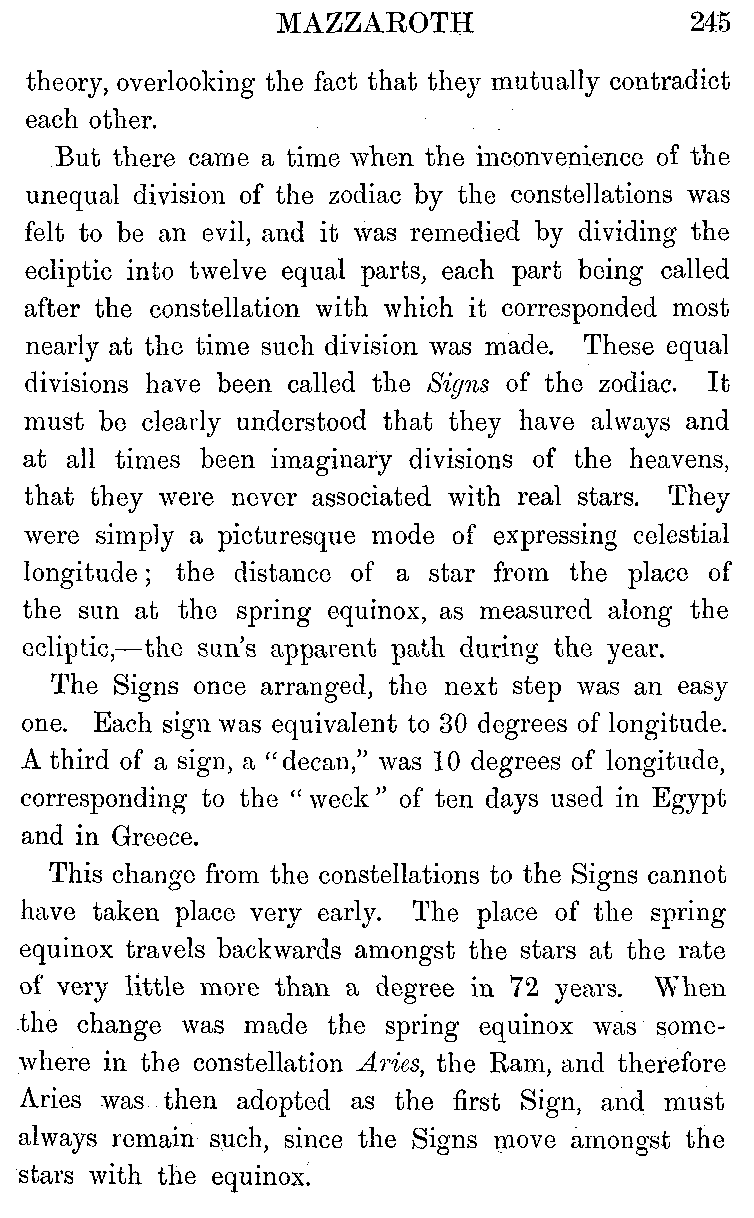 MAZZAROTH 245
theory, overlooking the fact that they mutually contradict
each other.
But there came a time when the inconvenience of the
unequal division of the zodiac by the constellations was
felt to be an evil, and it was remedied by dividing the
ecliptic into twelve equal parts, each part being called
after the constellation with which it corresponded most
nearly at the time such division was made. These equal
divisions have been called the Signs of the zodiac. It
must be clearly understood that they have always and
at all times been imaginary divisions of the heavens,
that they were never associated with real stars. They
were simply a picturesque mode of expressing celestial
longitude; the distance of a star from the place of
the sun at the spring equinox, as measured along the
ecliptic,—the sun's apparent path during the year.
The Signs once arranged, the next step was an easy
one. Each sign was equivalent to 30 degrees of longitude.
A third of a sign, a "decan," was 10 degrees of longitude,
corresponding to the "week" of ten days used in Egypt
and in Greece.
This change from the constellations to the Signs cannot
have taken place very early. The place of the spring
equinox travels backwards amongst the stars at the rate
of very little more than a degree in 72 years. When
the change was made the spring equinox was some-
where in the constellation Aries, the Ram, and therefore
Aries was then adopted as the first Sign, and must
always remain such, since the Signs move amongst the
stars with the equinox.